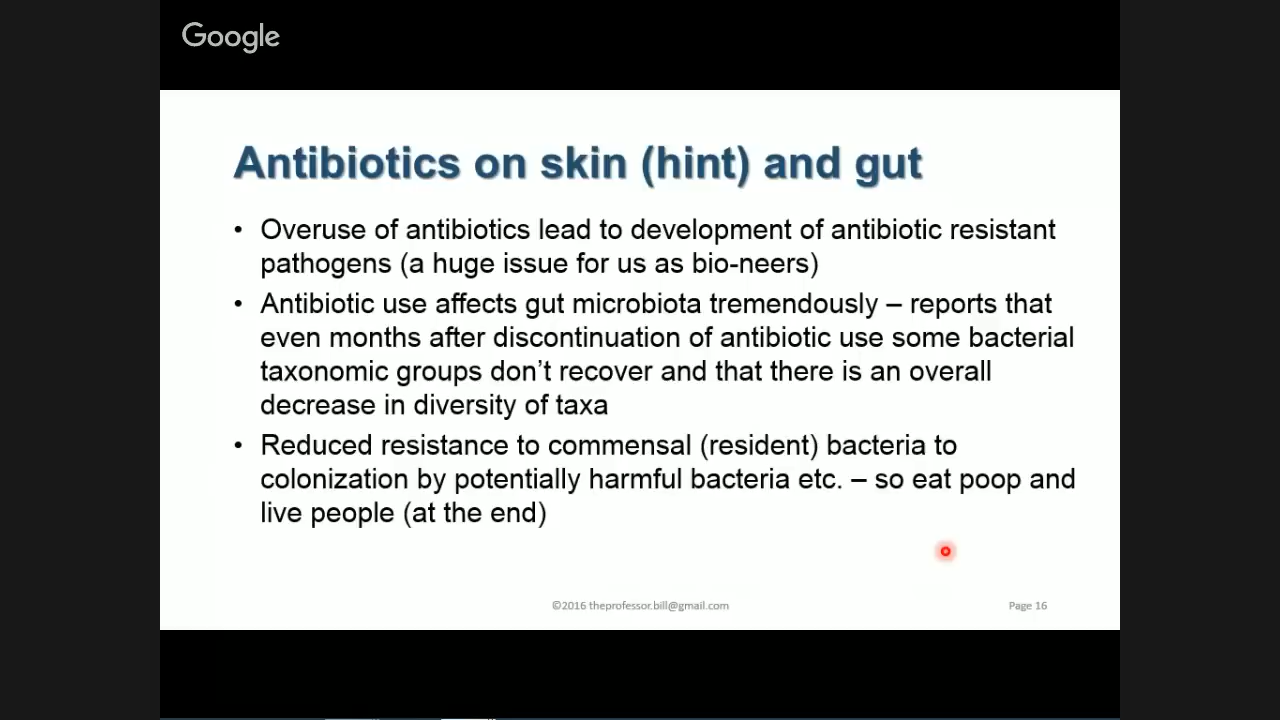 Google
Antibiotics on skin (hint) and gut
• Overuse of antibiotics lead to development of antibiotic resistant
pathogens (a huge issue for us as bio-neers)
• Antibiotic use affects gut microbiota tremendously – reports that
even months after discontinuation of antibiotic use some bacterial
taxonomic groups don’t recover and that there is an overall
decrease in diversity of taxa
• Reduced resistance to commensal (resident) bacteria to
colonization by potentially harmful bacteria etc. – so eat poop and
live people (at the end)
©2016 theprofessor.bill@gmail.com
Page 16